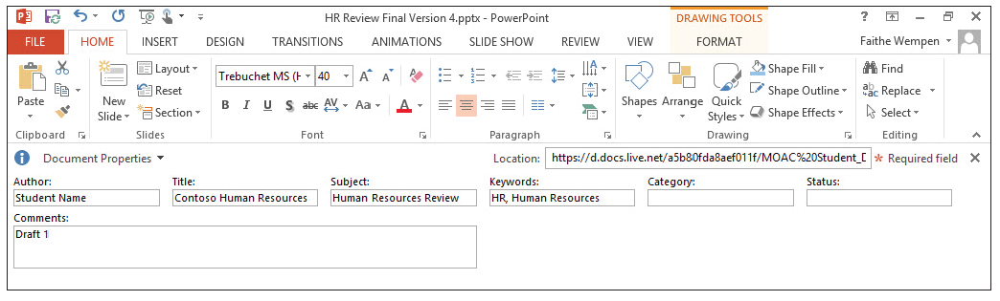 HR Review Final Version 4.pptx - PowerPoint
DRAWING TOOLS
?
FILE HOME INSERT DESIGN TRANSITIONS ANIMATIONS SLIDE SHOW REVIEW VIEW FORMAT Faithe Wempen
Paste
Clipboard
New Slide
Layout
Reset
Section
Slides
Trebuchet MS (H 40 A A
B I U S abc AV Aa A
Font
Paragraph
Shapes
Arrange
Quick Styles
Shape Fill
Shape Outline
Shape Effects
Drawing
Find
Replace
Select
Editing
Document Properties
Location: https://d.docs.live.net/a5b80fda8aef011f/MOAC%20Student_D * Required field
Author: Title: Subject: Keywords: Category: Status:
Student Name Contoso Human Resources Human Resources Review HR, Human Resources
Comments:
Draft 1